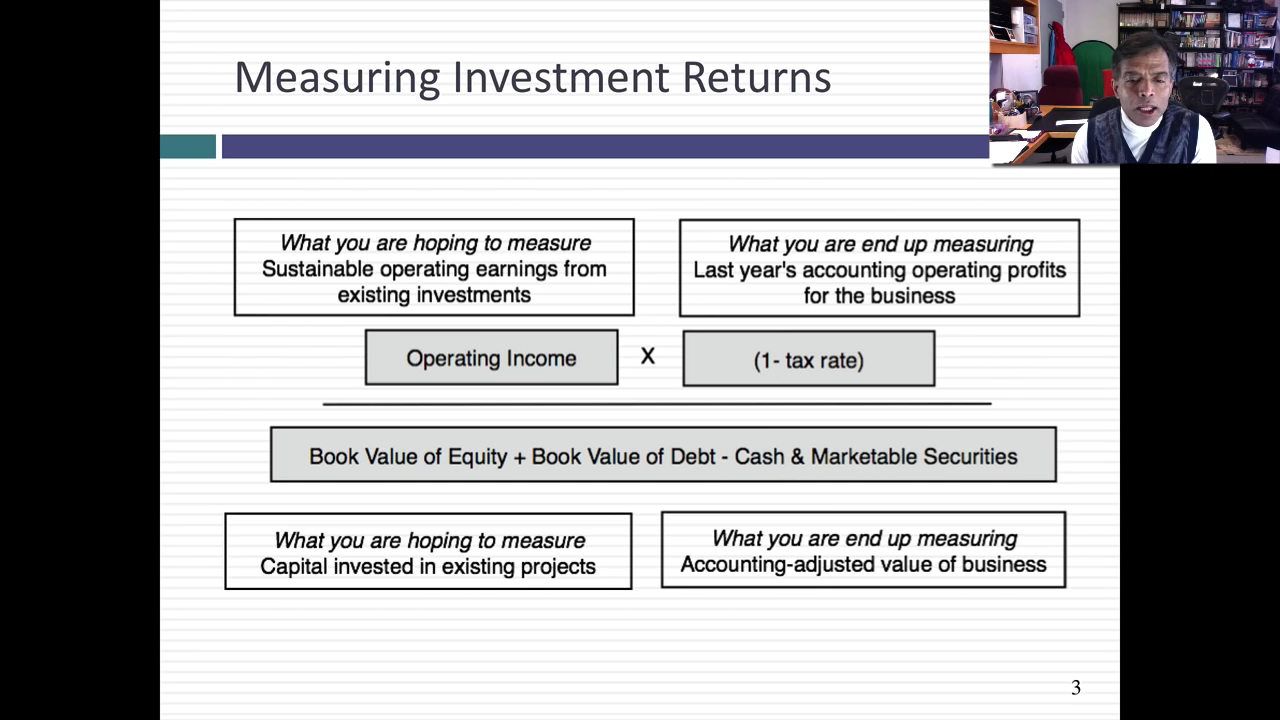 Measuring Investment Returns
What you are hoping to measure
Sustainable operating earnings from
existing investments
What you are end up measuring
Last year's accounting operating profits
for the business
Operating Income
X
(1- tax rate)
Book Value of Equity + Book Value of Debt - Cash & Marketable Securities
What you are hoping to measure
Capital invested in existing projects
What you are end up measuring
Accounting-adjusted value of business
3